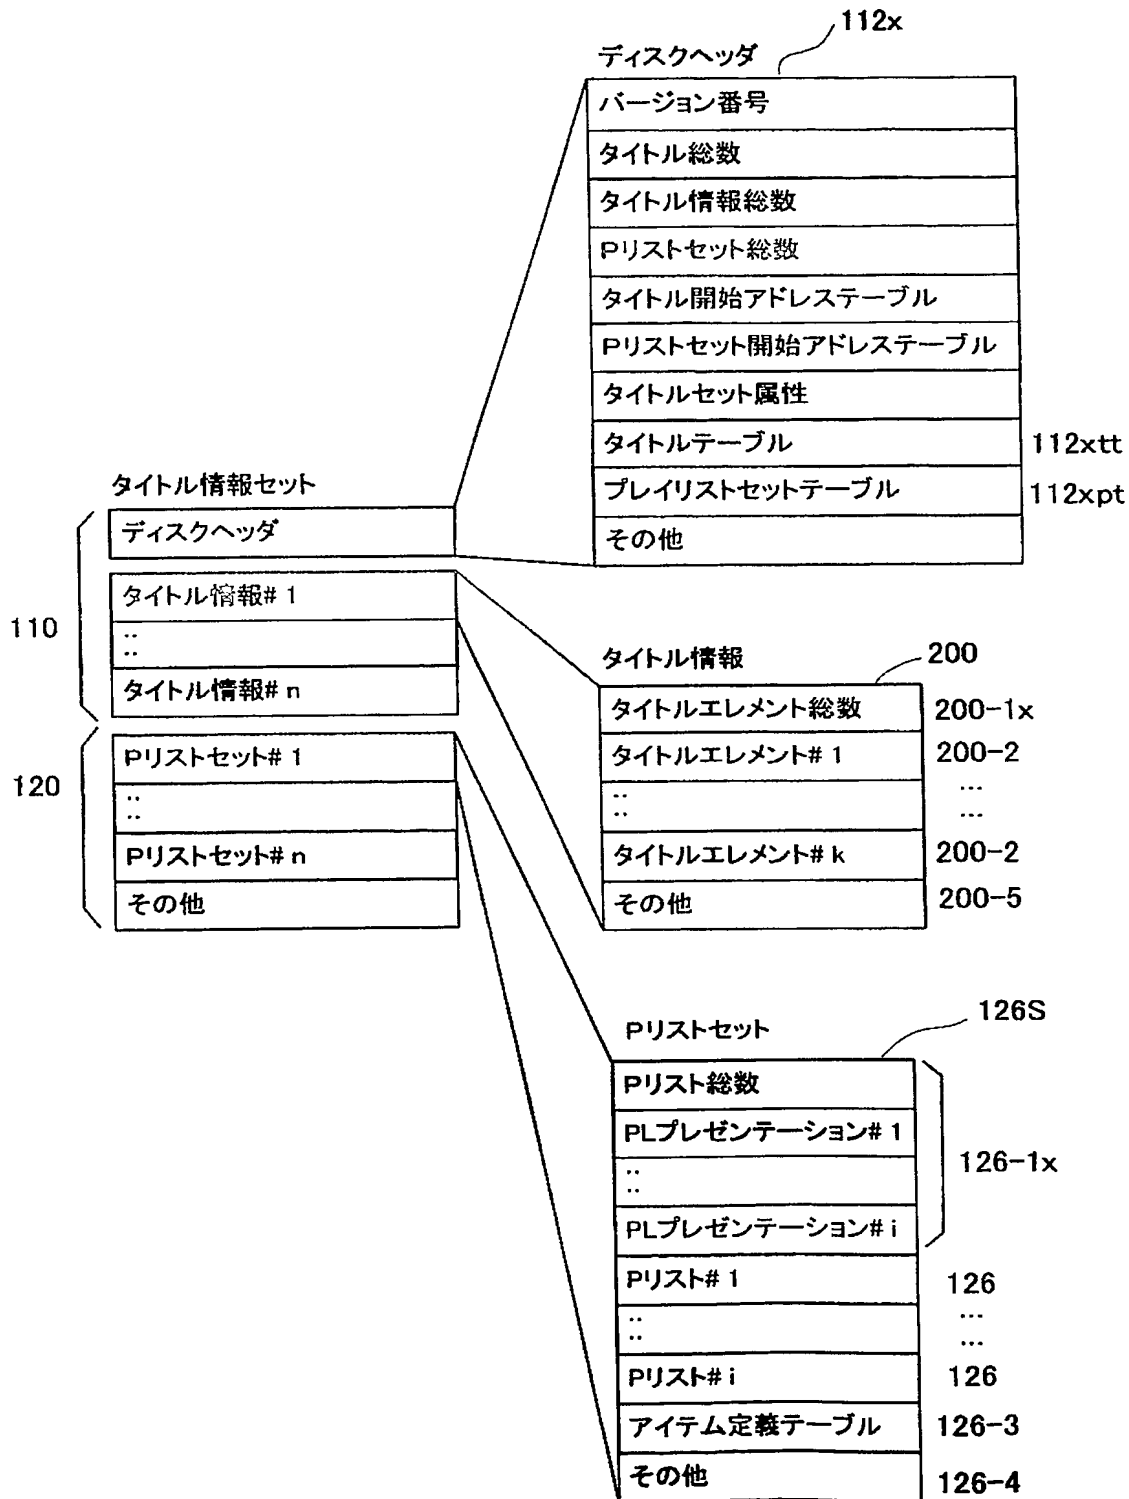 112x
ディスクヘッダ
バージョン番号
タイトル総数
タイトル情報総数
Pリストセット総数
タイトル開始アドレステーブル
Pリストセット開始アドレステーブル
タイトルセット属性
タイトルテーブル 112xtt
プレイリストセットテーブル 112xpt
その他
タイトル情報セット
ディスクヘッダ
タイトル情報#1
::
タイトル情報#n
110
Pリストセット#1
::
Pリストセット#n
その他
120
タイトル情報 200
タイトルエレメント総数 200-1x
タイトルエレメント#1 200-2
:: ...
...
タイトルエレメント#k 200-2
その他 200-5
Pリストセット 126S
Pリスト総数
PLプレゼンテーション#1
::
PLプレゼンテーション#i
126-1x
Pリスト#1 126
:: ...
...
Pリスト#i 126
アイテム定義テーブル 126-3
その他 126-4